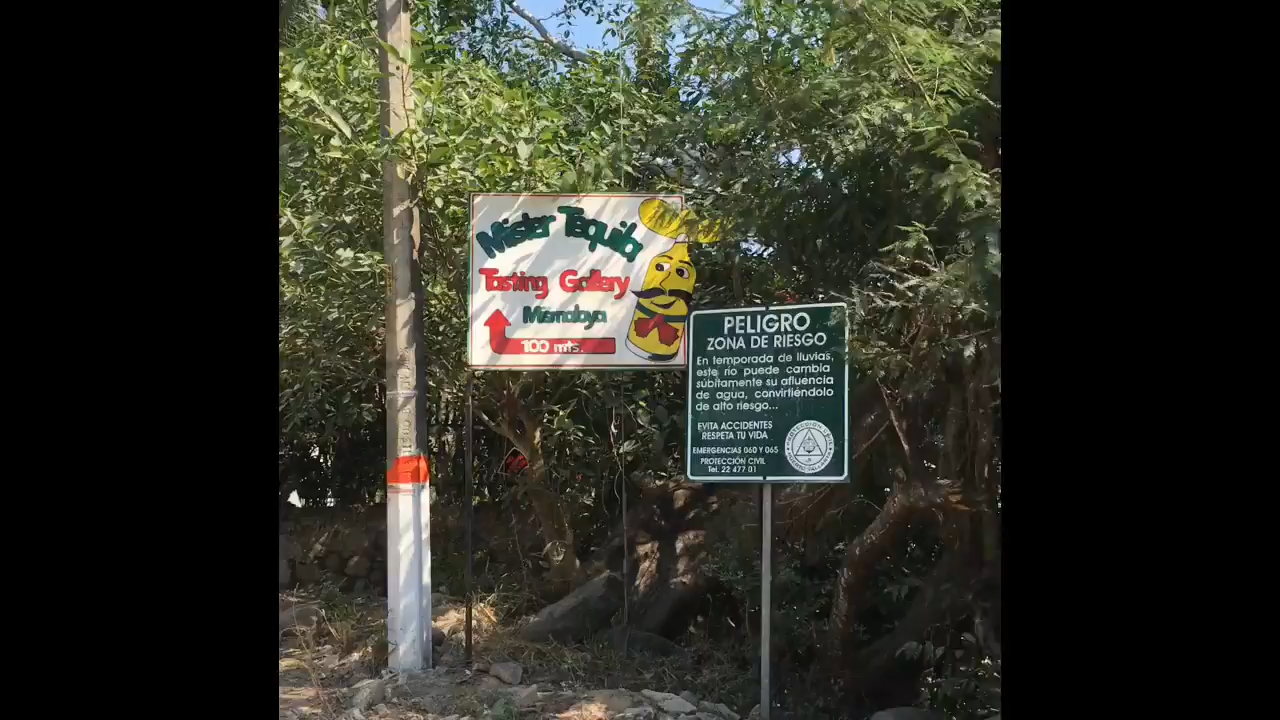 Mister Tequila
Tasting Gallery
Mismaloya
100 mts.
PELIGRO
ZONA DE RIESGO
En temporada de lluvias,
este río puede cambia
súbitamente su afluencia
de agua, convirtiéndolo
de alto riesgo...
EVITA ACCIDENTES
RESPETA TU VIDA
EMERGENCIAS 060 Y 065
PROTECCIÓN CIVIL
Tel. 22 477 01